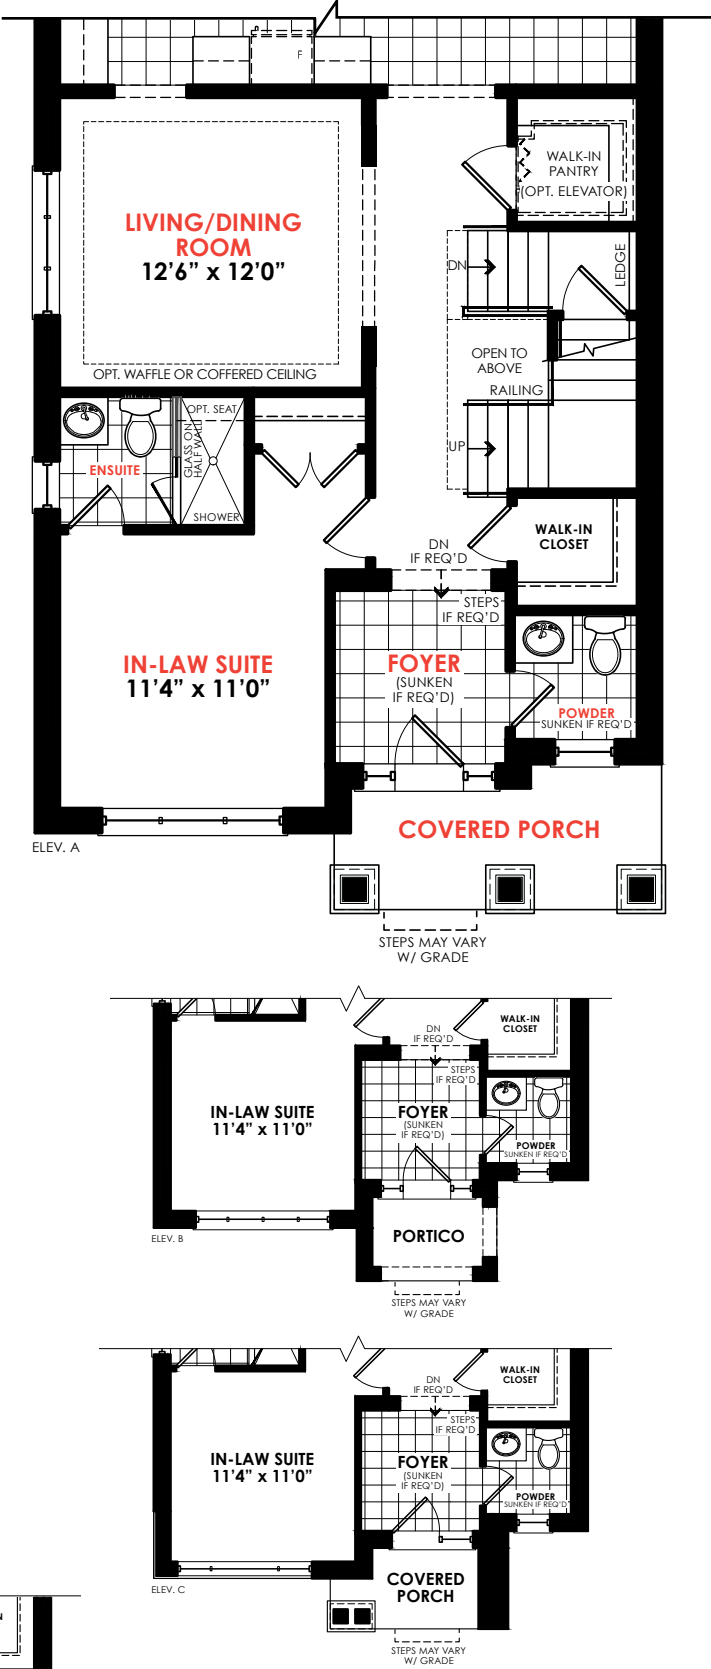 F
WALK-IN
PANTRY
(OPT. ELEVATOR)
LIVING/DINING
ROOM
12'6" x 12'0"
LEDGE
DN
OPEN TO
ABOVE
OPT. WAFFLE OR COFFERED CEILING
RAILING
OPT. SEAT
GLASS ON
HALF WALL
ENSUITE
UP
SHOWER
WALK-IN
CLOSET
DN
IF REQ'D
STEPS
IF REQ'D
IN-LAW SUITE
11'4" x 11'0"
FOYER
(SUNKEN
IF REQ'D)
POWDER
SUNKEN IF REQ'D
COVERED PORCH
ELEV. A
STEPS MAY VARY
W/ GRADE
WALK-IN
CLOSET
DN
IF REQ'D
STEPS
IF REQ'D
IN-LAW SUITE
11'4" x 11'0"
FOYER
(SUNKEN
IF REQ'D)
POWDER
SUNKEN IF REQ'D
PORTICO
ELEV. B
STEPS MAY VARY
W/ GRADE
WALK-IN
CLOSET
DN
IF REQ'D
STEPS
IF REQ'D
IN-LAW SUITE
11'4" x 11'0"
FOYER
(SUNKEN
IF REQ'D)
POWDER
SUNKEN IF REQ'D
COVERED
PORCH
ELEV. C
STEPS MAY VARY
W/ GRADE